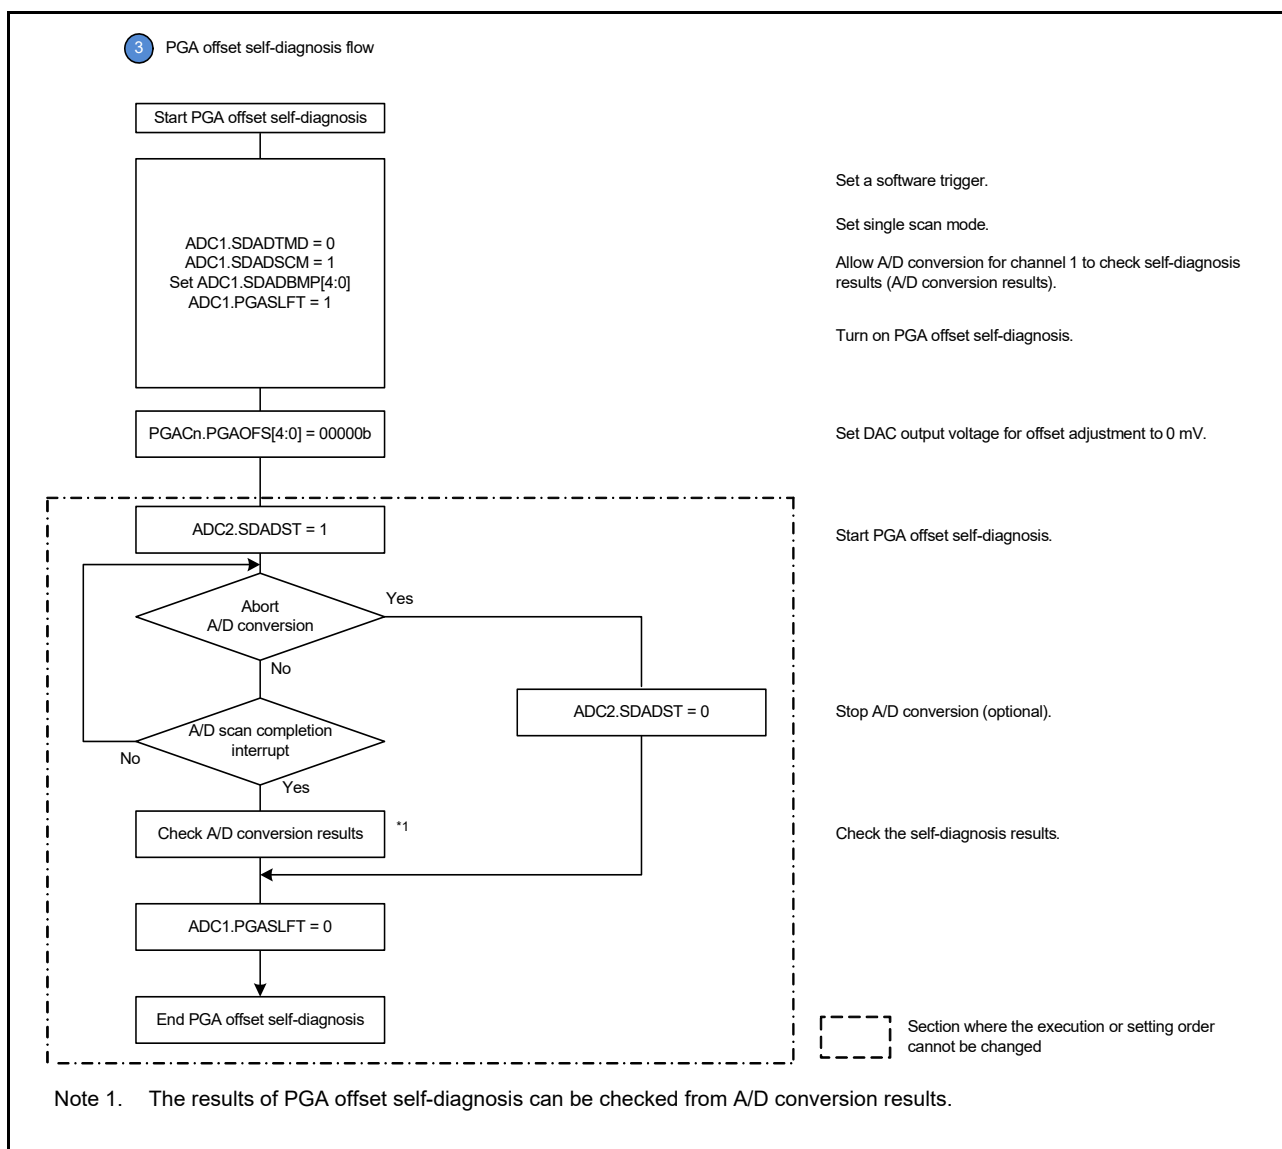 3 PGA offset self-diagnosis flow
Start PGA offset self-diagnosis
ADC1.SDADTMD = 0
ADC1.SDADSCM = 1
Set ADC1.SDADBMP[4:0]
ADC1.PGASLFT = 1
Set a software trigger.
Set single scan mode.
Allow A/D conversion for channel 1 to check self-diagnosis
results (A/D conversion results).
Turn on PGA offset self-diagnosis.
PGACn.PGAOFS[4:0] = 00000b
Set DAC output voltage for offset adjustment to 0 mV.
ADC2.SDADST = 1
Start PGA offset self-diagnosis.
Abort
A/D conversion
Yes
No
ADC2.SDADST = 0
Stop A/D conversion (optional).
A/D scan completion
interrupt
No
Yes
Check A/D conversion results
*1
Check the self-diagnosis results.
ADC1.PGASLFT = 0
End PGA offset self-diagnosis
Section where the execution or setting order
cannot be changed
Note 1. The results of PGA offset self-diagnosis can be checked from A/D conversion results.